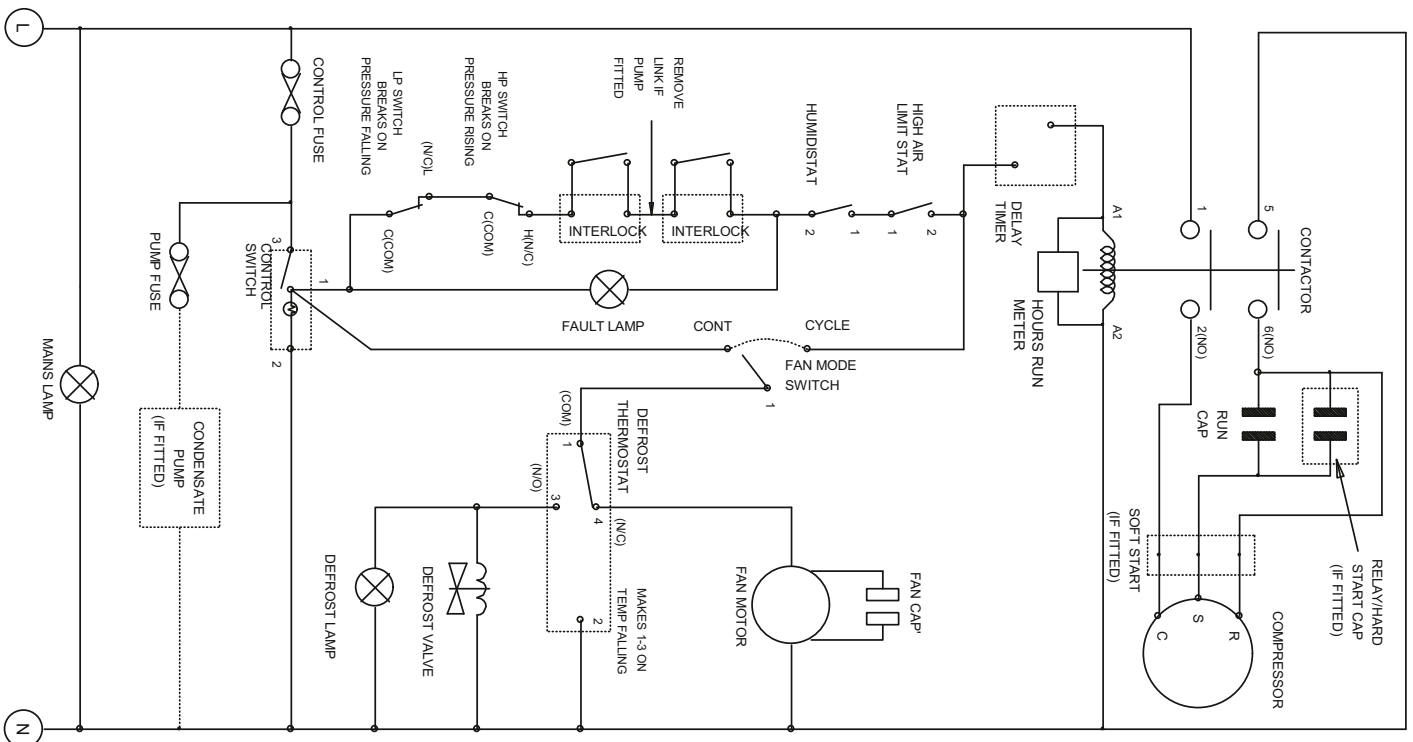 L
CONTROL FUSE
LP SWITCH
BREAKS ON
PRESSURE FALLING
HP SWITCH
BREAKS ON
PRESSURE RISING
(N/C)L
C(COM)
C(COM)
H(N/C)
REMOVE
LINK IF
PUMP
FITTED
INTERLOCK
INTERLOCK
HUMIDISTAT
2
1
HIGH AIR
LIMIT STAT
1
2
DELAY
TIMER
A1
A2
HOURS RUN
METER
CONTACTOR
1
5
2(NO)
6(NO)
RUN
CAP
RELAY/HARD
START CAP
(IF FITTED)
SOFT START
(IF FITTED)
COMPRESSOR
C
S
R
MAINS LAMP
PUMP FUSE
CONDENSATE
PUMP
(IF FITTED)
3
CONTROL
SWITCH
1
2
FAULT LAMP
CONT
CYCLE
FAN MODE
SWITCH
1
DEFROST
THERMOSTAT
(COM)
1
(N/O)
3
4
(N/C)
2
MAKES 1-3 ON
TEMP FALLING
DEFROST LAMP
DEFROST VALVE
FAN MOTOR
FAN CAP'
N